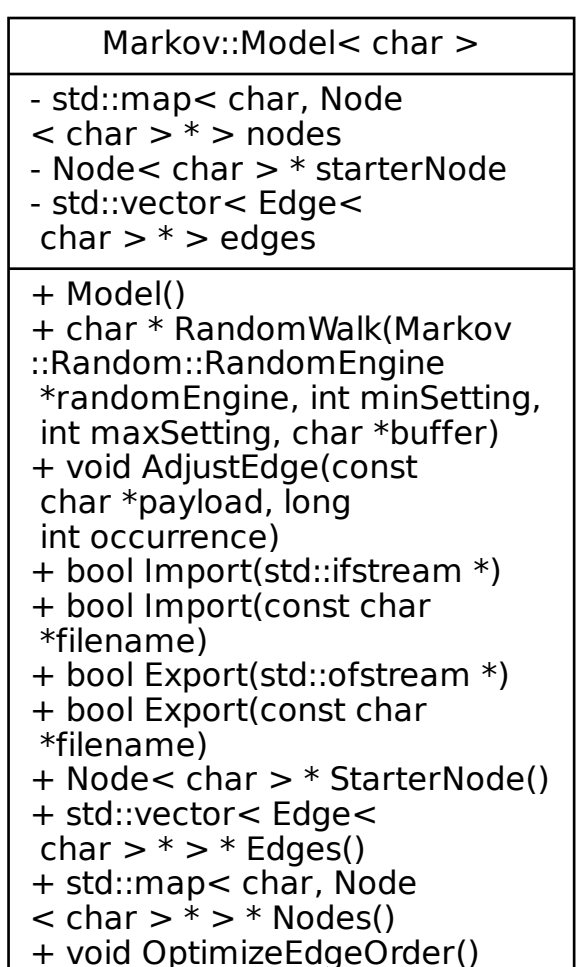 Markov::Model< char >
- std::map< char, Node
< char > * > nodes
- Node< char > * starterNode
- std::vector< Edge<
char > * > edges
+ Model()
+ char * RandomWalk(Markov
::Random::RandomEngine
*randomEngine, int minSetting,
int maxSetting, char *buffer)
+ void AdjustEdge(const
char *payload, long
int occurrence)
+ bool Import(std::ifstream *)
+ bool Import(const char
*filename)
+ bool Export(std::ofstream *)
+ bool Export(const char
*filename)
+ Node< char > * StarterNode()
+ std::vector< Edge<
char > * > * Edges()
+ std::map< char, Node
< char > * > * Nodes()
+ void OptimizeEdgeOrder()